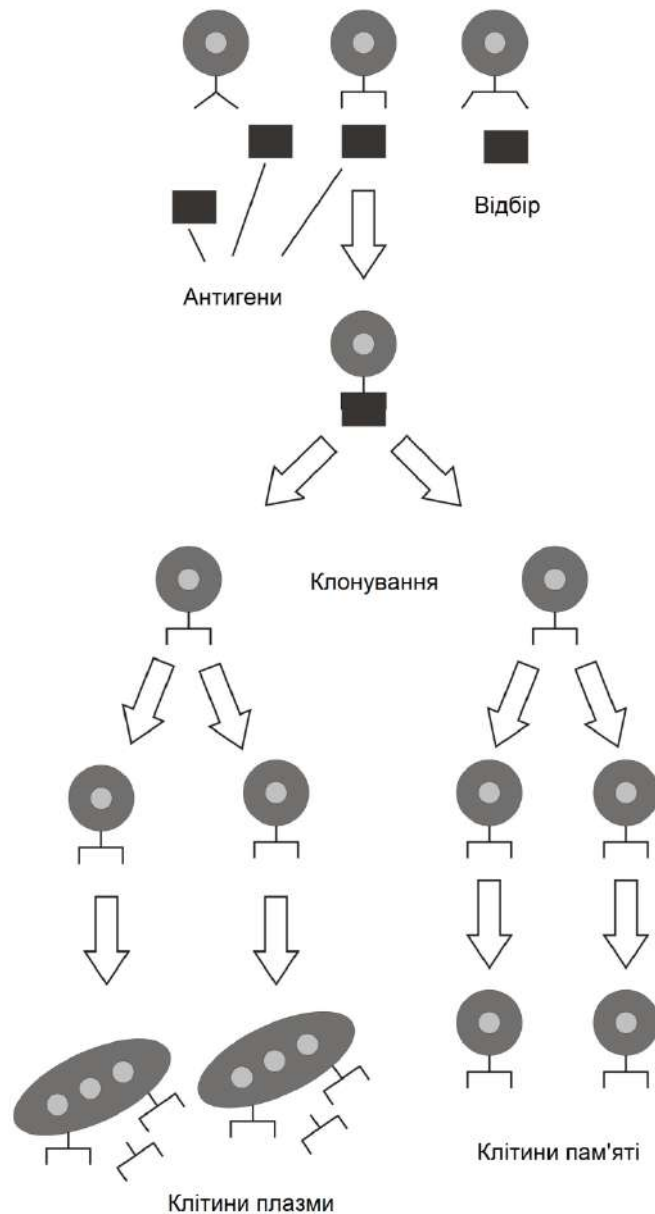 Відбір
Антигени
Клонування
Клітини пам'яті
Клітини плазми